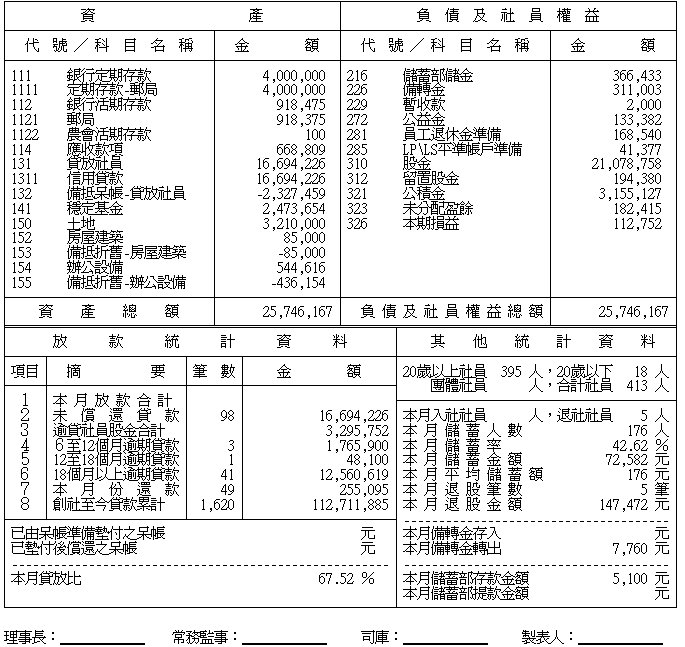 資 產 負債及社員權益
代 號／科 目 名 稱 金 額 代 號／科 目 名 稱 金 額
111 銀行定期存款 4,000,000 216 儲蓄部儲金 366,433
1111 定期存款-郵局 4,000,000 226 備轉金 311,003
112 銀行活期存款 918,475 229 暫收款 2,000
1121 郵局 918,375 272 公益金 133,382
1122 農會活期存款 100 281 員工退休金準備 168,540
114 應收款項 668,809 285 LP\LS平準帳戶準備 41,377
131 貸放社員 16,694,226 310 股金 21,078,758
1311 信用貸款 16,694,226 312 留置股金 194,380
132 備抵呆帳-貸放社員 -2,327,459 321 公積金 3,155,127
141 穩定基金 2,473,654 323 未分配盈餘 182,415
150 土地 3,210,000 326 本期損益 112,752
152 房屋建築 85,000
153 備抵折舊-房屋建築 -85,000
154 辦公設備 544,616
155 備抵折舊-辦公設備 -436,154
資 產 總 額 25,746,167 負債及社員權益總額 25,746,167
放 款 統 計 資 料 其 他 統 計 資 料
項目 摘 要 筆 數 金 額 20歲以上社員 395 人,20歲以下 18 人
團體社員 人,合計社員 413 人
1 本 月 放 款 合 計
2 未 償 還 貸 款 98 16,694,226 本月入社社員 人,退社社員 5 人
3 逾貸社員股金合計 3,295,752 本 月 儲 蓄 人 數 176 人
4 6至12個月逾期貸款 3 1,765,900 本 月 儲 蓄 率 42.62 %
5 12至18個月逾期貸款 1 48,100 本 月 儲 蓄 金 額 72,582 元
6 18個月以上逾期貸款 41 12,560,619 本 月 平 均 儲 蓄 額 176 元
7 本 月 份 還 款 49 255,095 本 月 退 股 筆 數 5 筆
8 創社至今貸款累計 1,620 112,711,885 本 月 退 股 金 額 147,472 元
已由呆帳準備墊付之呆帳 元 本月備轉金存入 元
已墊付後償還之呆帳 元 本月備轉金轉出 7,760 元
本月貸放比 67.52 % 本月儲蓄部存款金額 5,100 元
本月儲蓄部提款金額 元
理事長： 常務監事： 司庫： 製表人：